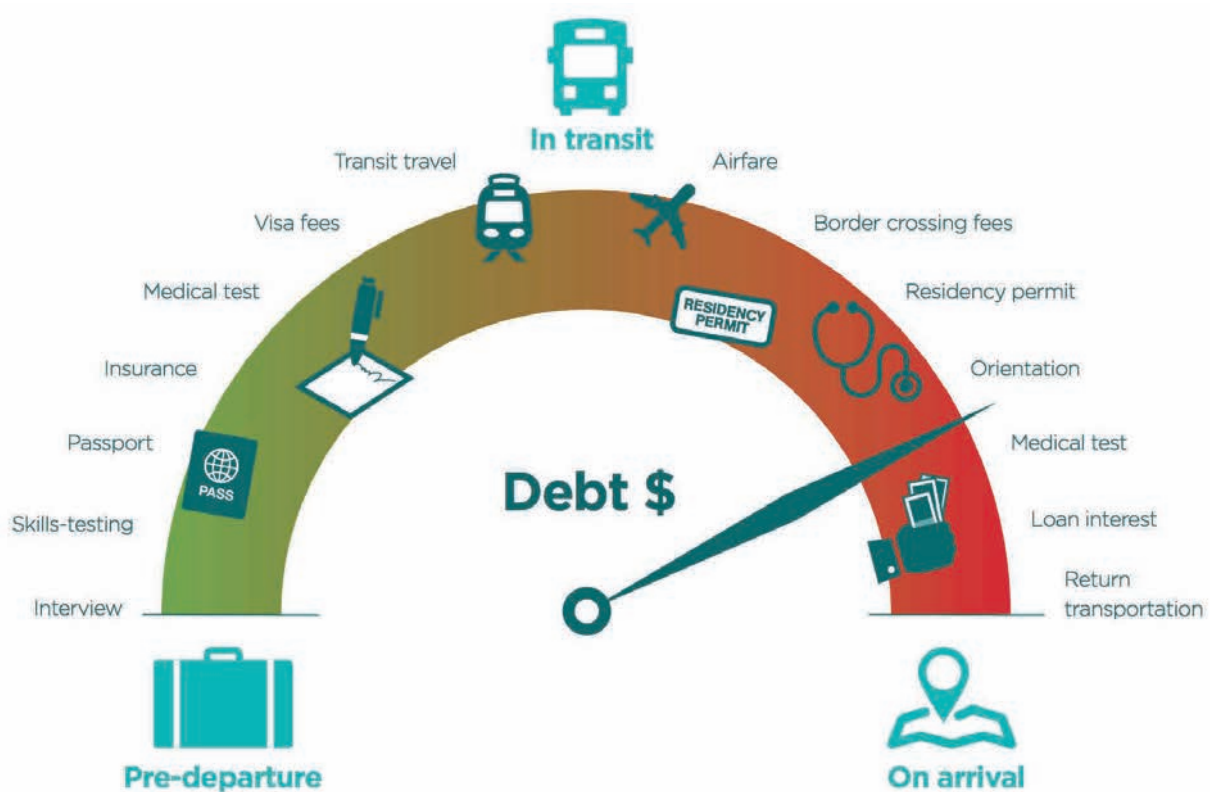 In transit
Transit travel
Airfare
Visa fees
Border crossing fees
Medical test
Residency permit
RESIDENCY
PERMIT
Insurance
Orientation
Passport
Medical test
PASS
Debt $
Skills-testing
Loan interest
Interview
Return
transportation
Pre-departure
On arrival